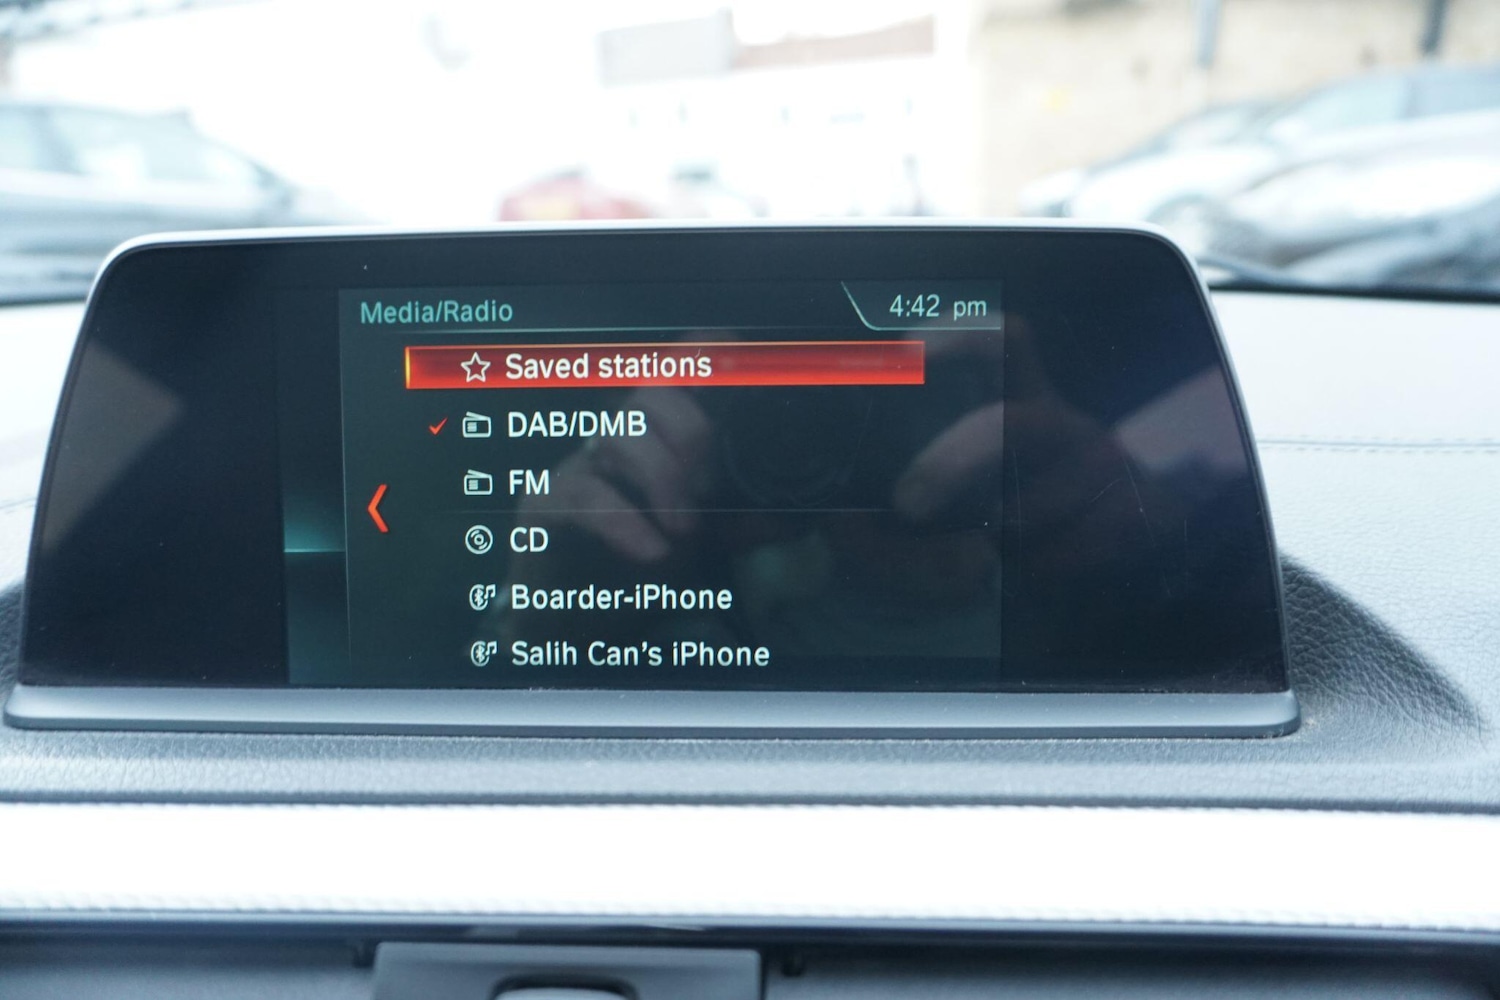 Media/Radio
4:42 pm
Saved stations
DAB/DMB
FM
CD
Boarder-iPhone
Salih Can's iPhone